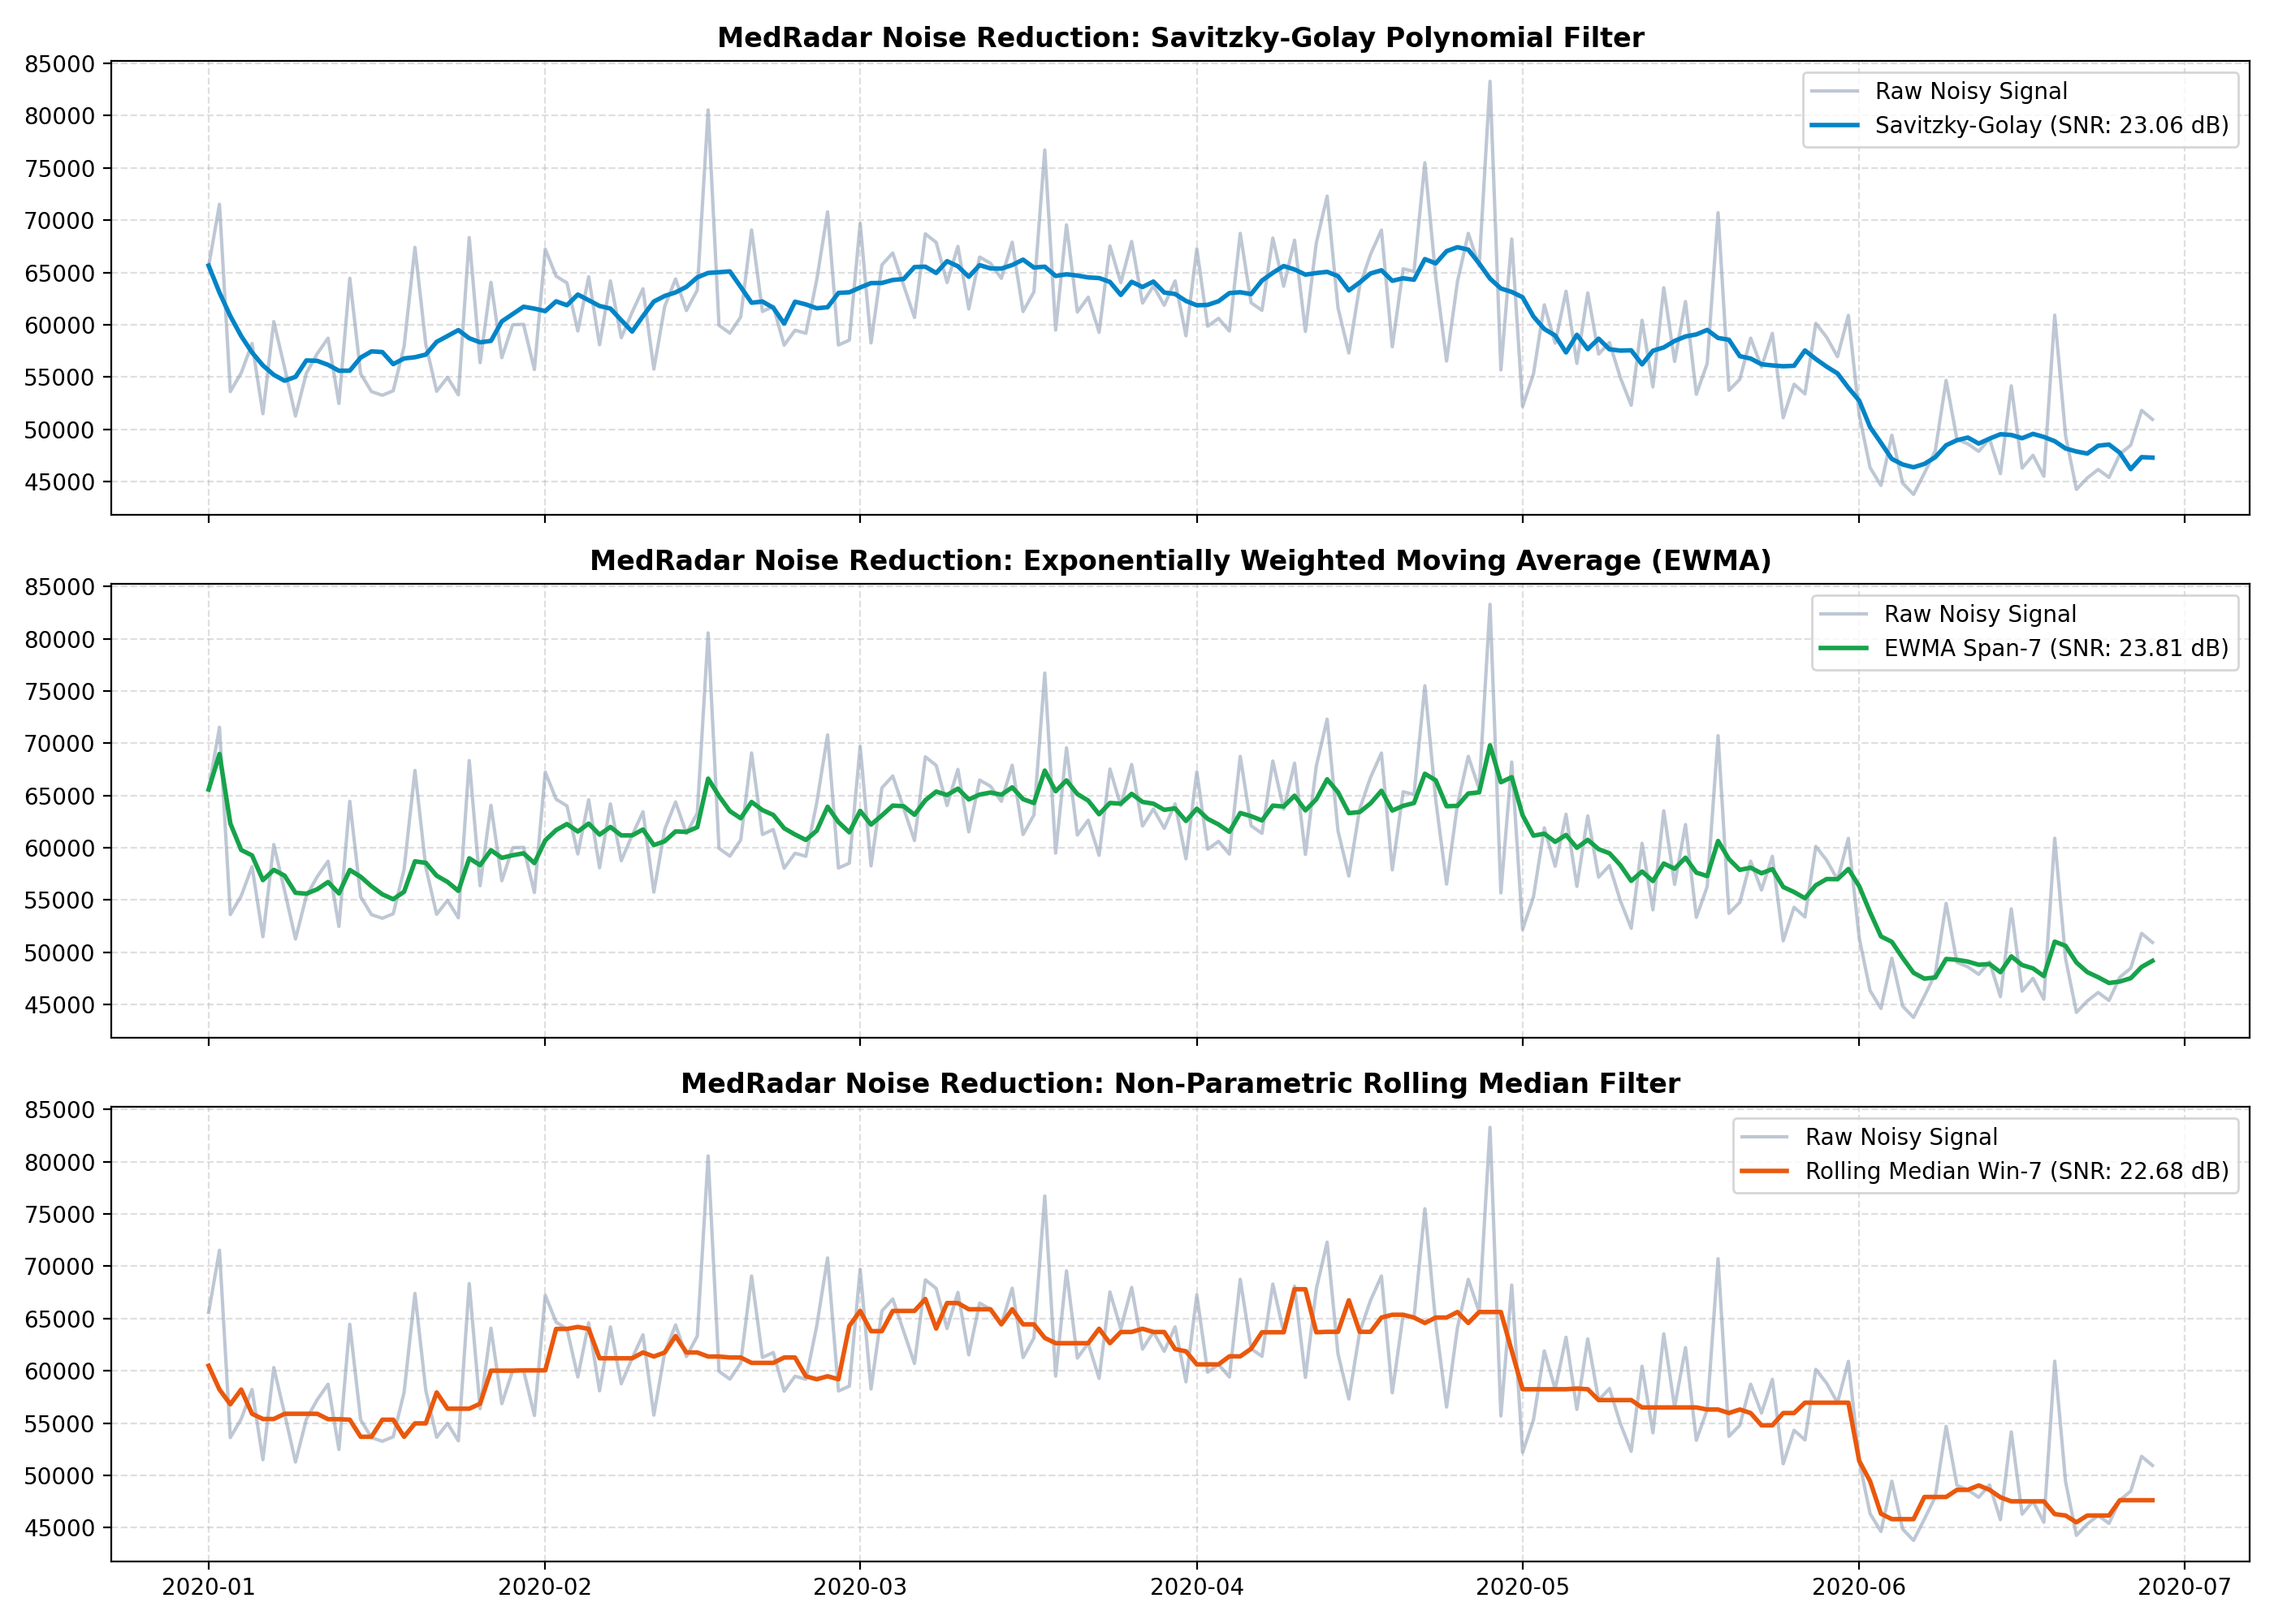 MedRadar Noise Reduction: Savitzky-Golay Polynomial Filter
85000
80000
75000
70000
65000
60000
55000
50000
45000
Raw Noisy Signal
Savitzky-Golay (SNR: 23.06 dB)
MedRadar Noise Reduction: Exponentially Weighted Moving Average (EWMA)
85000
80000
75000
70000
65000
60000
55000
50000
45000
Raw Noisy Signal
EWMA Span-7 (SNR: 23.81 dB)
MedRadar Noise Reduction: Non-Parametric Rolling Median Filter
85000
80000
75000
70000
65000
60000
55000
50000
45000
Raw Noisy Signal
Rolling Median Win-7 (SNR: 22.68 dB)
2020-01 2020-02 2020-03 2020-04 2020-05 2020-06 2020-07